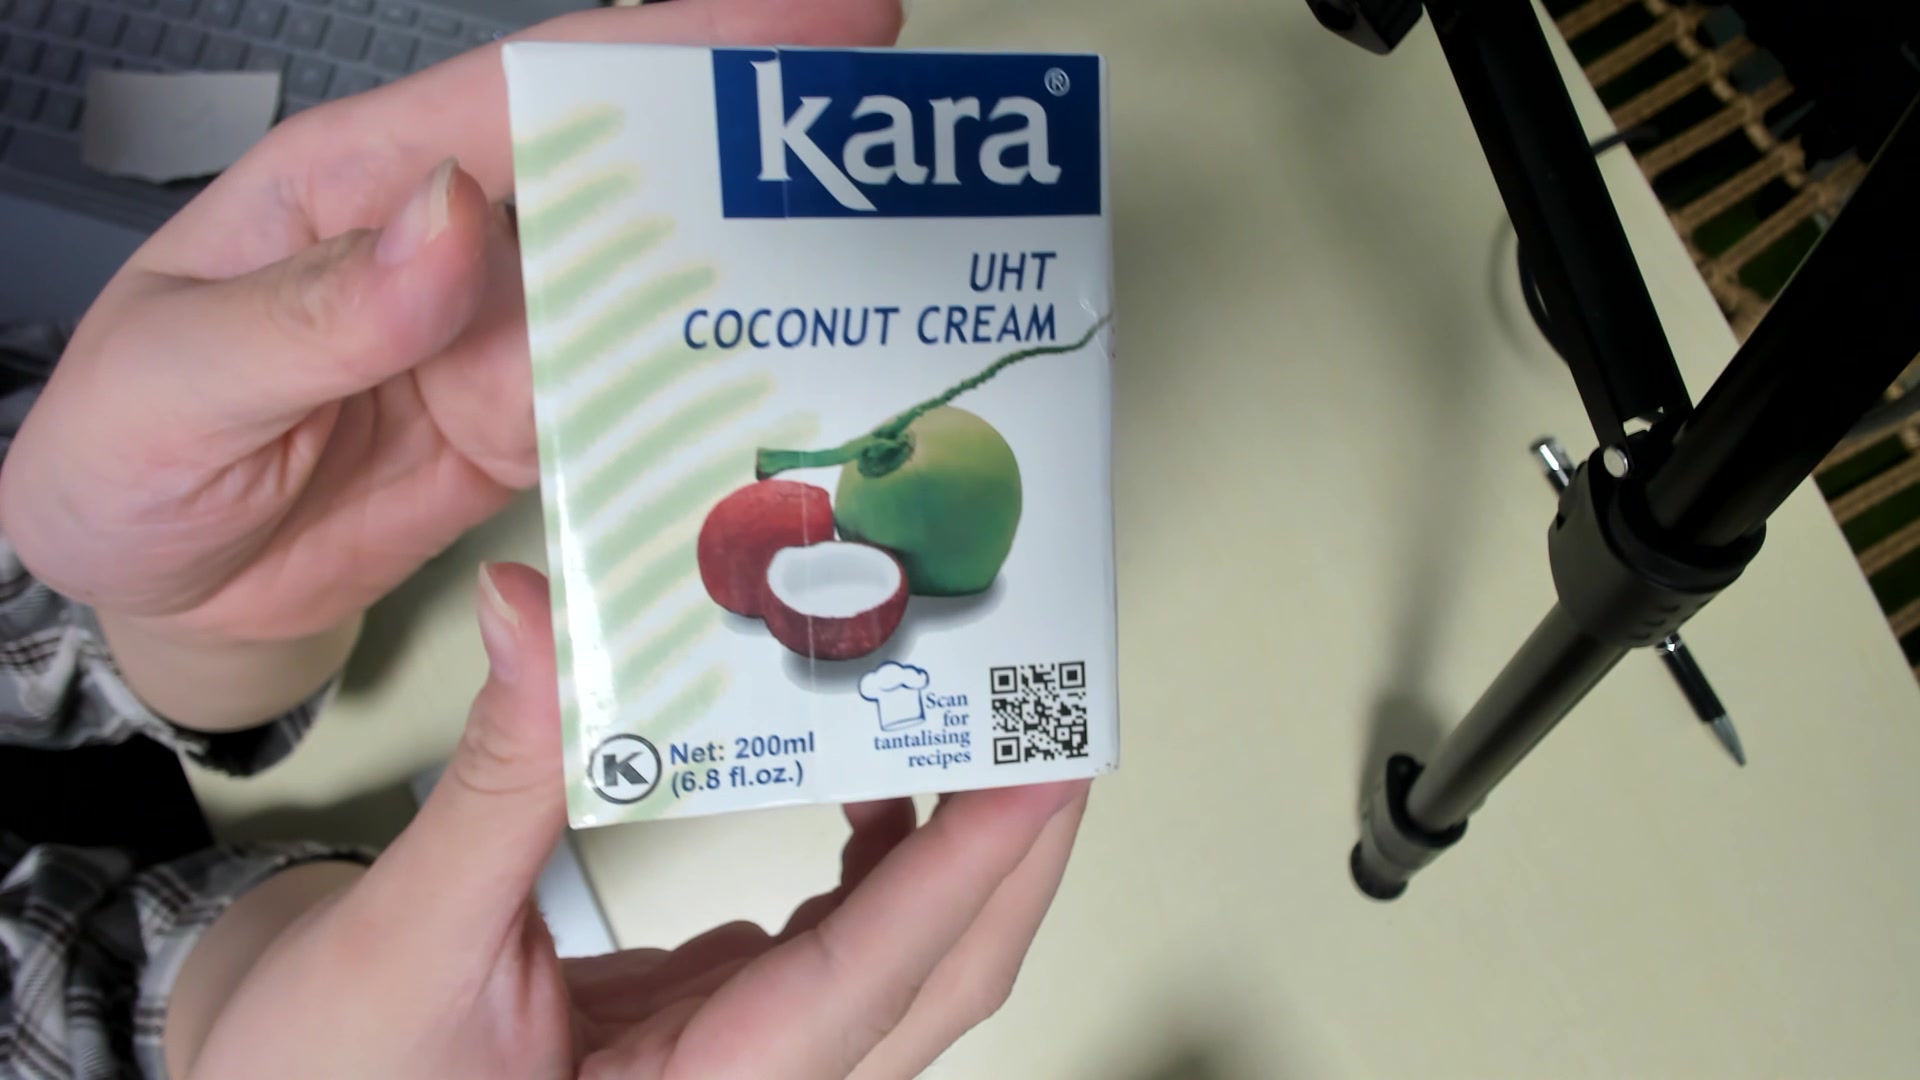 kara®
UHT
COCONUT CREAM
Scan
for
tantalising
recipes
K
Net: 200ml
(6.8 fl.oz.)